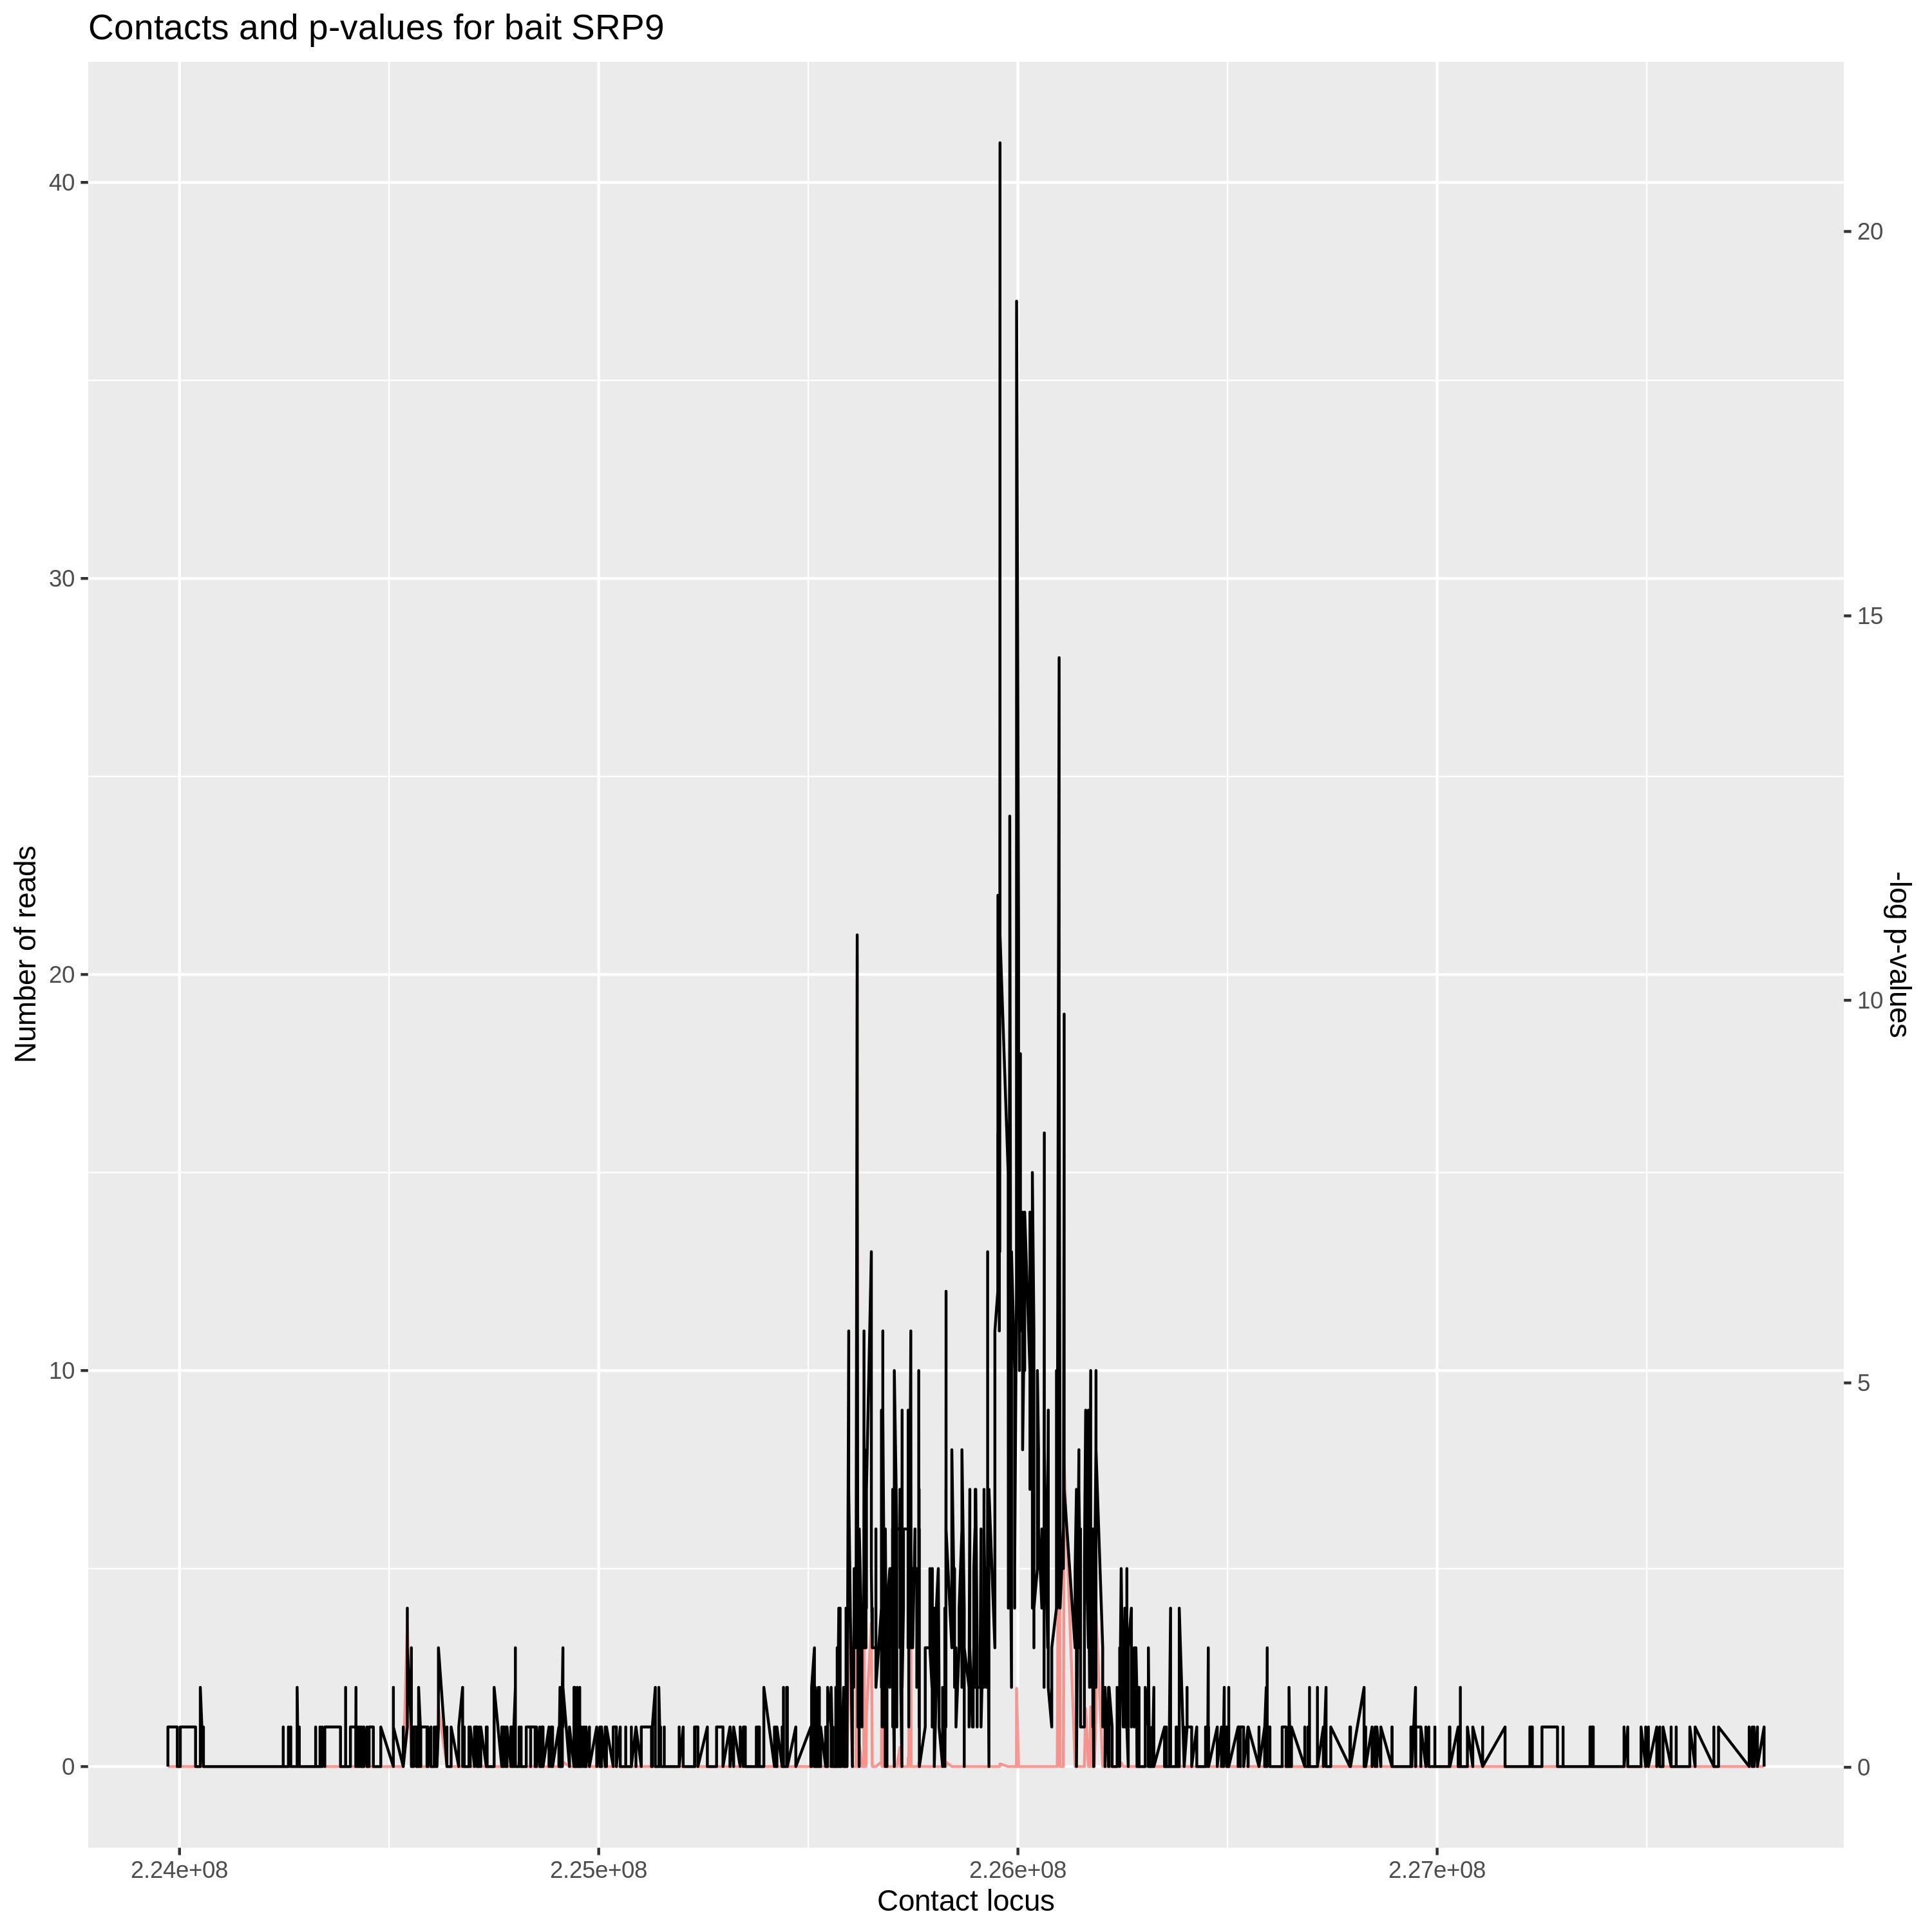 Contacts and p-values for bait SRP9
40
30
20
10
0
Number of reads
20
15
10
5
0
-log p-values
2.24e+08
2.25e+08
2.26e+08
2.27e+08
Contact locus